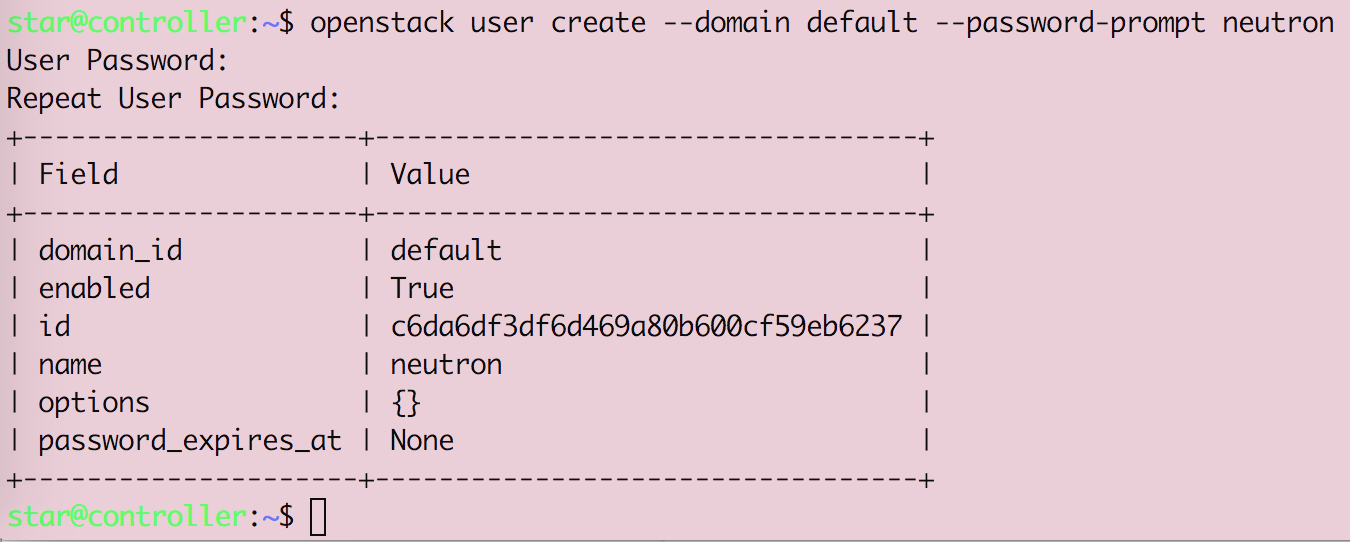 star@controller:~$ openstack user create --domain default --password-prompt neutron
User Password:
Repeat User Password:
+---------------------+----------------------------------+
| Field               | Value                            |
+---------------------+----------------------------------+
| domain_id           | default                          |
| enabled             | True                             |
| id                  | c6da6df3df6d469a80b600cf59eb6237 |
| name                | neutron                          |
| options             | {}                               |
| password_expires_at | None                             |
+---------------------+----------------------------------+
star@controller:~$